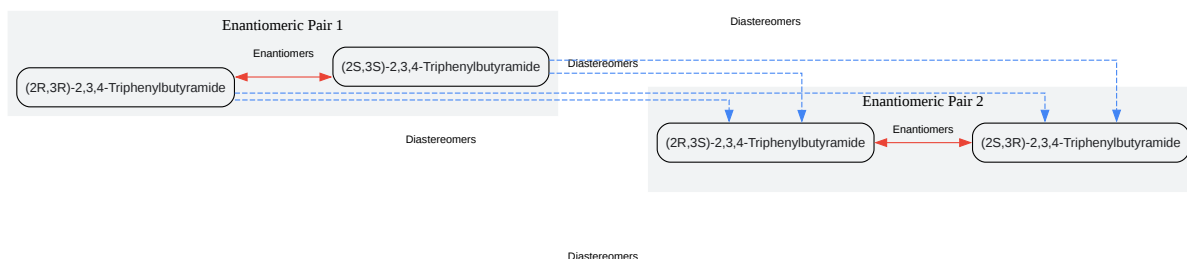 Diastereomers
Enantiomeric Pair 1
Enantiomers
(2S,3S)-2,3,4-Triphenylbutyramide
Diastereomers
(2R,3R)-2,3,4-Triphenylbutyramide
Enantiomeric Pair 2
Enantiomers
(2R,3S)-2,3,4-Triphenylbutyramide
(2S,3R)-2,3,4-Triphenylbutyramide
Diastereomers
Diastereomers